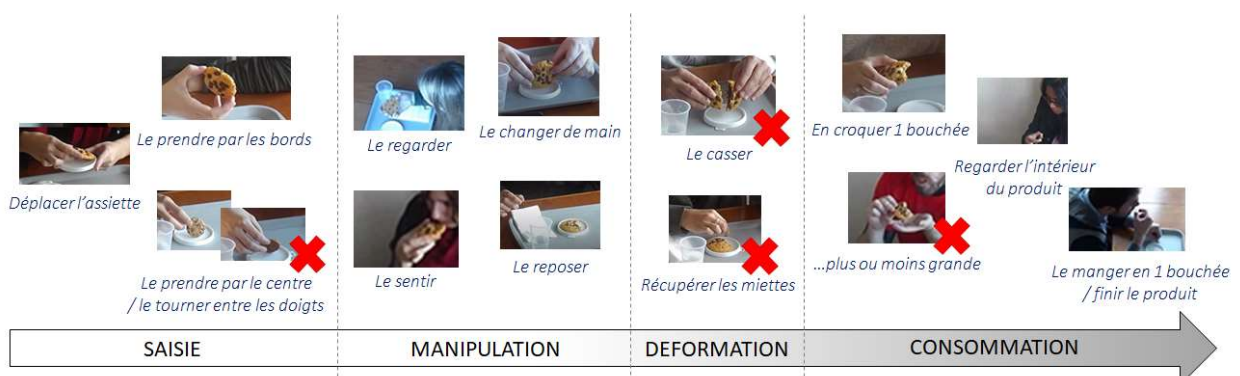 Déplacer l'assiette
Le prendre par les bords
Le prendre par le centre
/ le tourner entre les doigts
Le regarder
Le changer de main
Le sentir
Le reposer
Le casser
Récupérer les miettes
En croquer 1 bouchée
Regarder l'intérieur
du produit
...plus ou moins grande
Le manger en 1 bouchée
/ finir le produit
SAISIE
MANIPULATION
DEFORMATION
CONSOMMATION